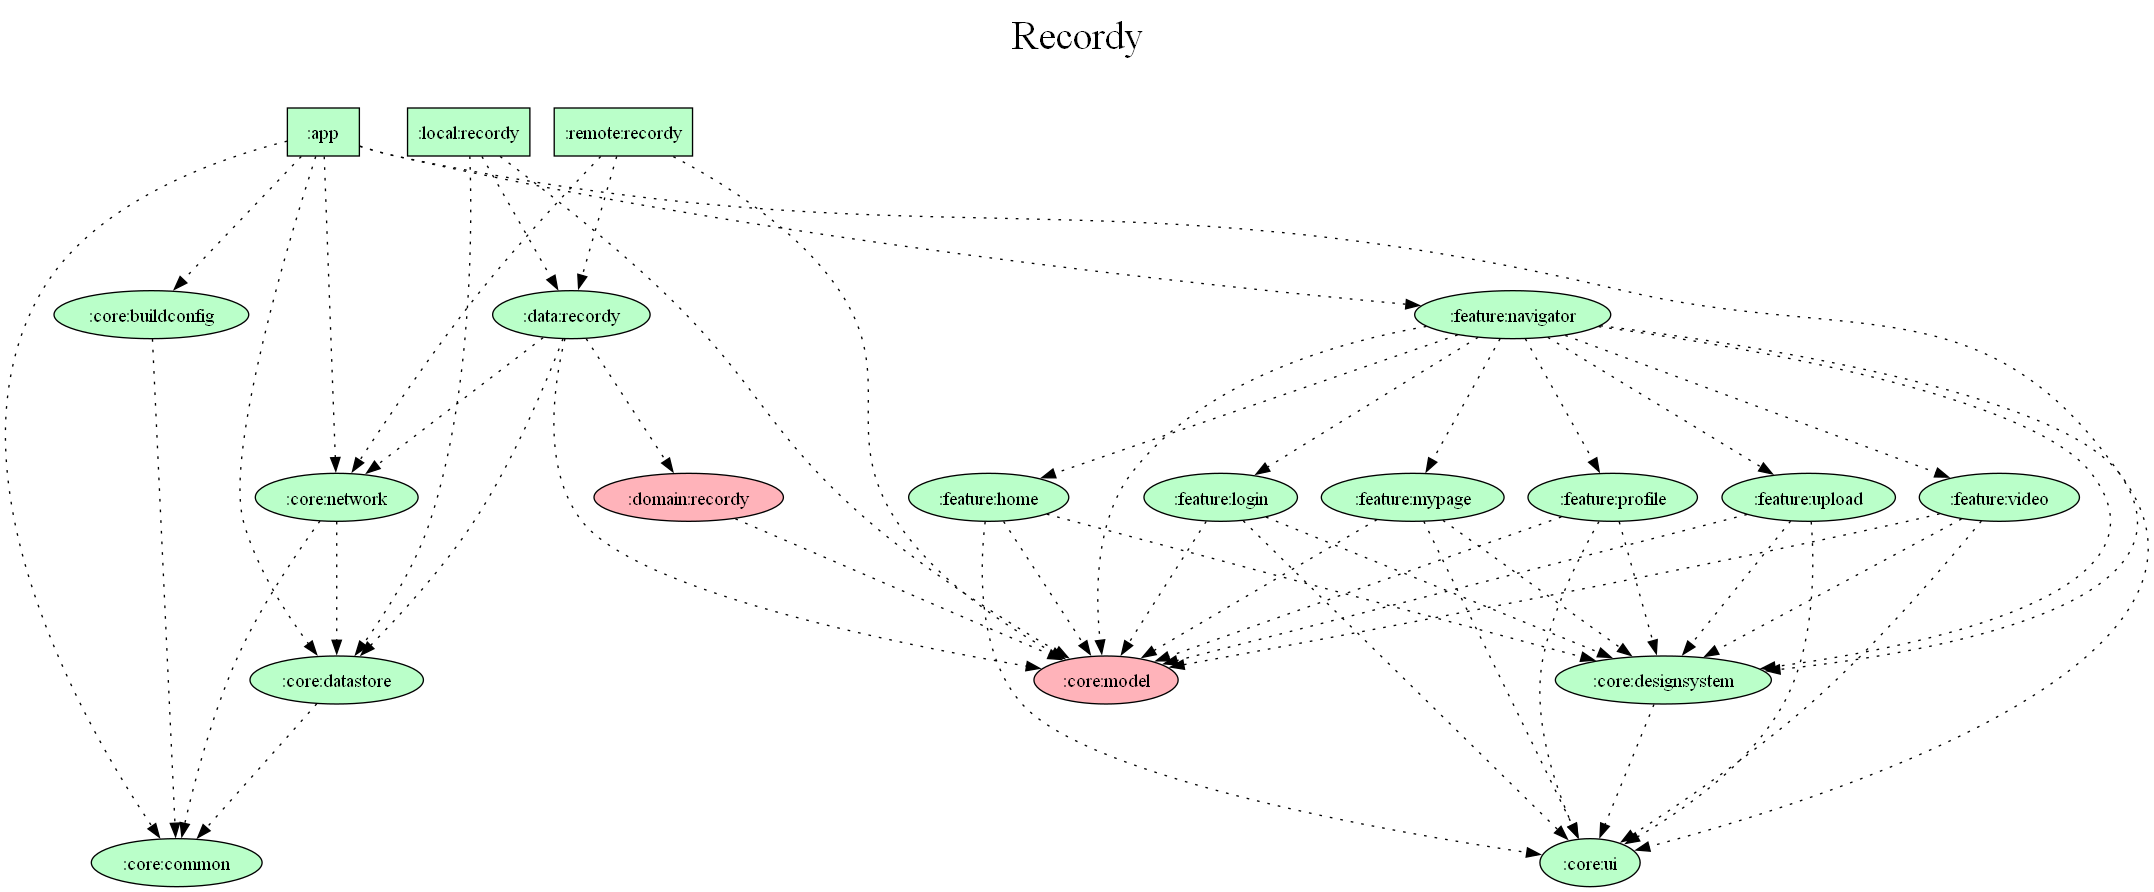 Recordy
:app
:local:recordy
:remote:recordy
:core:buildconfig
:data:recordy
:feature:navigator
:core:network
:domain:recordy
:feature:home
:feature:login
:feature:mypage
:feature:profile
:feature:upload
:feature:video
:core:datastore
:core:model
:core:designsystem
:core:common
:core:ui